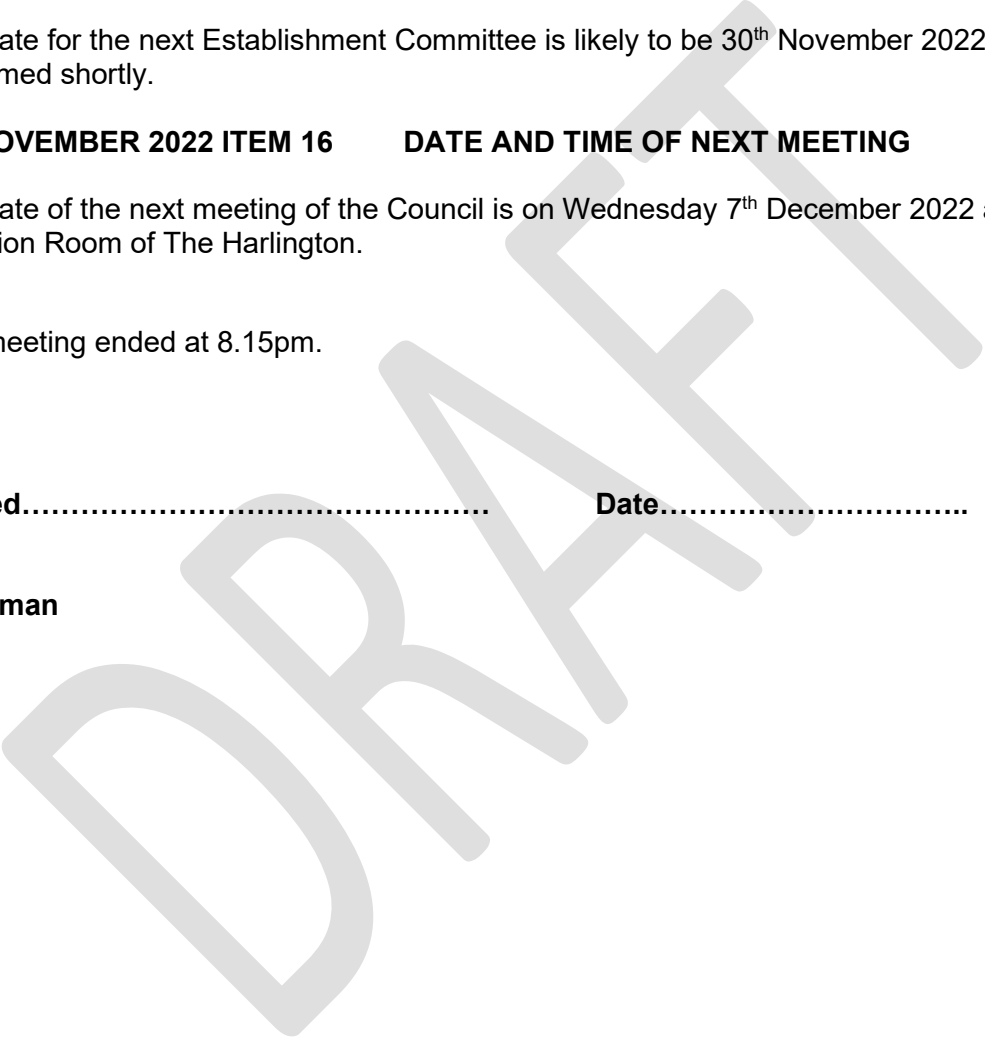 ate for the next Establishment Committee is likely to be 30th November 2022
med shortly.
OVEMBER 2022 ITEM 16 DATE AND TIME OF NEXT MEETING
ate of the next meeting of the Council is on Wednesday 7th December 2022 a
ion Room of The Harlington.
meeting ended at 8.15pm.
ed………………………………………… Date…………………………..
man
DRAFT